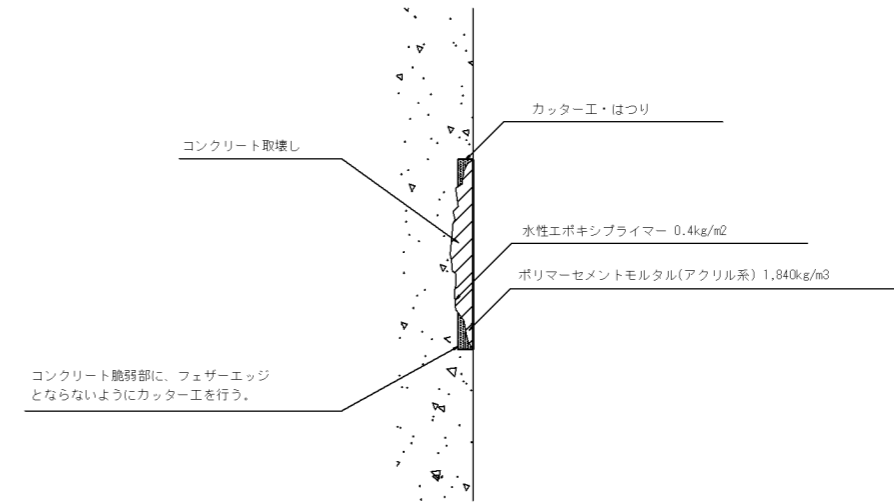 カッター工・はつり
コンクリート取壊し
水性エポキシプライマー 0.4kg/m2
ポリマーセメントモルタル(アクリル系) 1,840kg/m3
コンクリート脆弱部に、フェザーエッジ
とならないようにカッター工を行う。